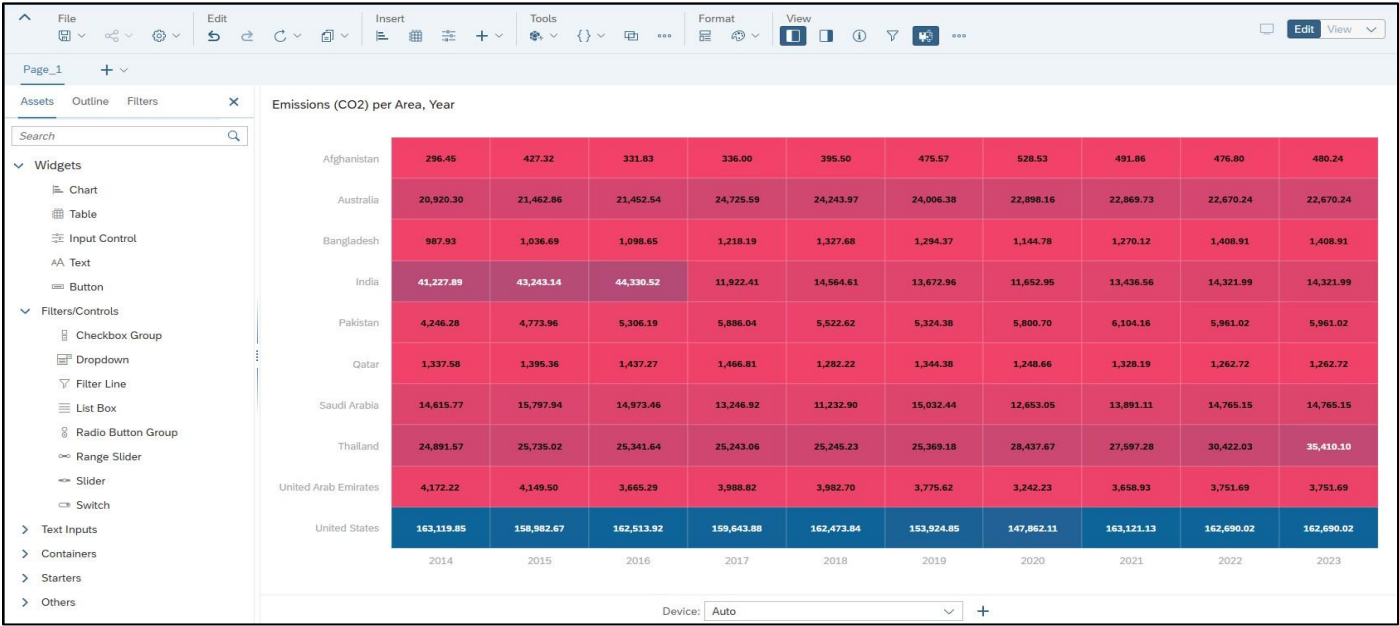 File Edit Insert Tools Format View
Edit View
Page_1
Assets Outline Filters
Emissions (CO2) per Area, Year
Search
Widgets
Chart
Table
Input Control
AA Text
Button
Filters/Controls
Checkbox Group
Dropdown
Filter Line
List Box
Radio Button Group
Range Slider
Slider
Switch
Text Inputs
Containers
Starters
Others
Afghanistan 296.45 427.32 331.83 336.00 395.50 475.57 528.53 491.86 476.80 480.24
Australia 20,920.30 21,462.86 21,452.54 24,725.59 24,243.97 24,006.38 22,898.16 22,869.73 22,670.24 22,670.24
Bangladesh 987.93 1,036.69 1,098.65 1,218.19 1,327.68 1,294.37 1,144.78 1,270.12 1,408.91 1,408.91
India 41,227.89 43,243.14 44,330.52 11,922.41 14,564.61 13,672.96 11,652.95 13,436.56 14,321.99 14,321.99
Pakistan 4,246.28 4,773.96 5,306.19 5,886.04 5,522.62 5,324.38 5,800.70 6,104.16 5,961.02 5,961.02
Qatar 1,337.58 1,395.36 1,437.27 1,466.81 1,282.22 1,344.38 1,248.66 1,328.19 1,262.72 1,262.72
Saudi Arabia 14,615.77 15,797.94 14,973.46 13,246.92 11,232.90 15,032.44 12,653.05 13,891.11 14,765.15 14,765.15
Thailand 24,891.57 25,735.02 25,341.64 25,243.06 25,245.23 25,369.18 28,437.67 27,597.28 30,422.03 35,410.10
United Arab Emirates 4,172.22 4,149.50 3,665.29 3,988.82 3,982.70 3,775.62 3,242.23 3,658.93 3,751.69 3,751.69
United States 163,119.85 158,982.67 162,513.92 159,643.88 162,473.84 153,924.85 147,862.11 163,121.13 162,690.02 162,690.02
2014 2015 2016 2017 2018 2019 2020 2021 2022 2023
Device: Auto